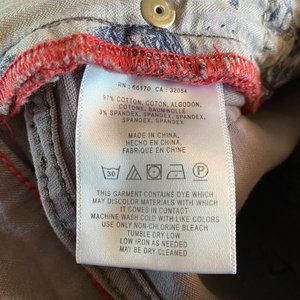 RN : 66170 CA : 32054
97% COTTON, COTON, ALGODON,
COTONE, BAUMWOLLE
3% SPANDEX, SPANDEX, SPANDEX,
SPANDEX, SPANDEX
MADE IN CHINA,
HECHO EN CHINA,
FABRIQUÉ EN CHINE
30
P
THIS GARMENT CONTAINS DYE WHICH
MAY DISCOLOR MATERIALS WITH WHICH
IT COMES IN CONTACT
MACHINE WASH COLD WITH LIKE COLORS
USE ONLY NON-CHLORINE BLEACH
TUMBLE DRY LOW
LOW IRON AS NEEDED
MAY BE DRY CLEANED